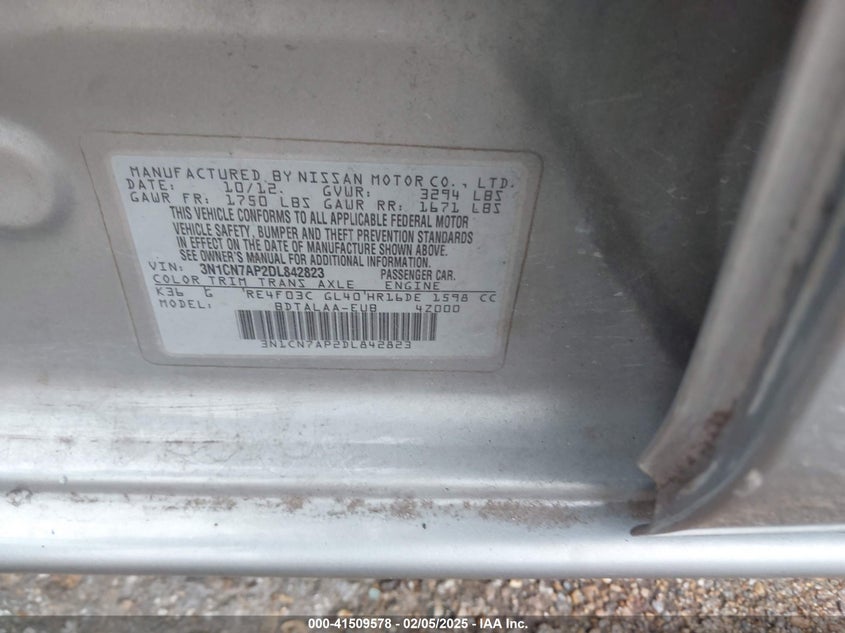 MANUFACTURED BY NISSAN MOTOR CO., LTD.
DATE: 10/12. GVWR: 3294 LBS
GAWR FR: 1750 LBS GAWR RR: 1671 LBS
THIS VEHICLE CONFORMS TO ALL APPLICABLE FEDERAL MOTOR
VEHICLE SAFETY, BUMPER AND THEFT PREVENTION STANDARDS
IN EFFECT ON THE DATE OF MANUFACTURE SHOWN ABOVE.
SEE OWNER'S MANUAL FOR ADDITIONAL INFORMATION.
VIN: 3N1CN7AP2DL842823 PASSENGER CAR.
COLOR TRIM TRANS AXLE ENGINE
K36 G RE4F03C GL40 HR16DE 1598 CC
MODEL: BDTALAA-EUB 4Z000
3N1CN7AP2DL842823
000-41509578 - 02/05/2025 - IAA Inc.